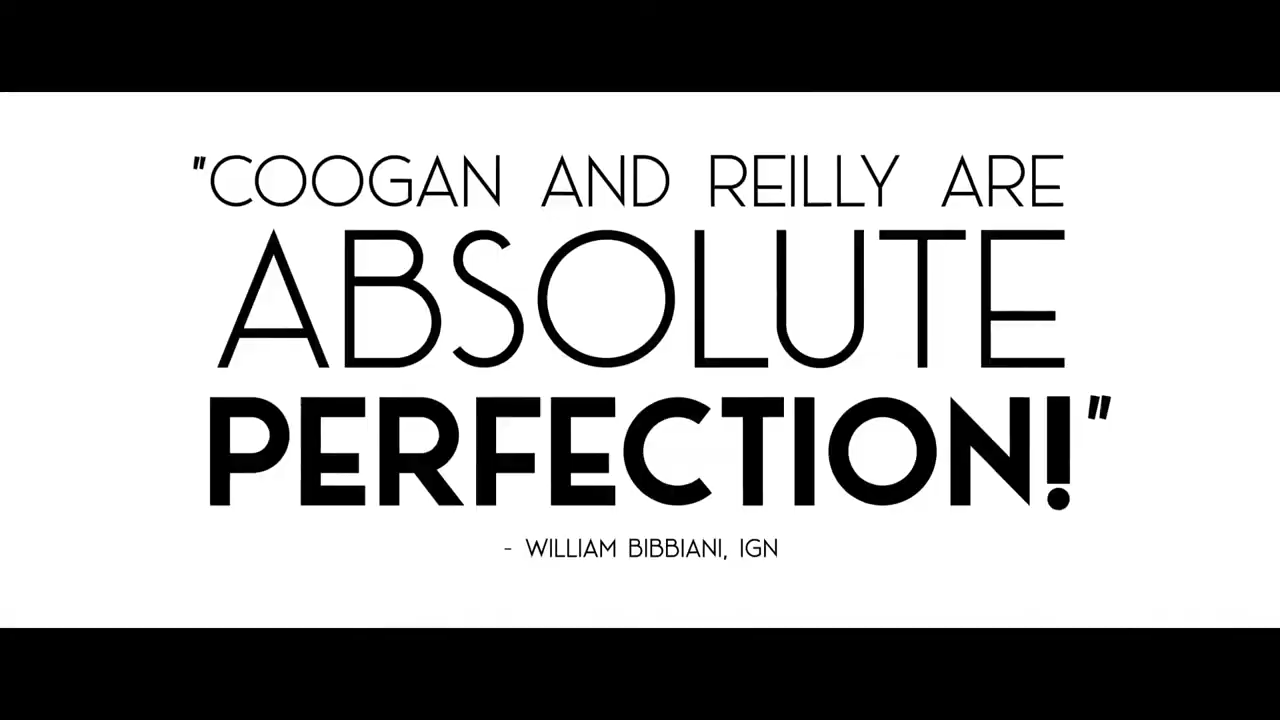 "COOGAN AND REILLY ARE
ABSOLUTE
PERFECTION!"
- WILLIAM BIBBIANI, IGN